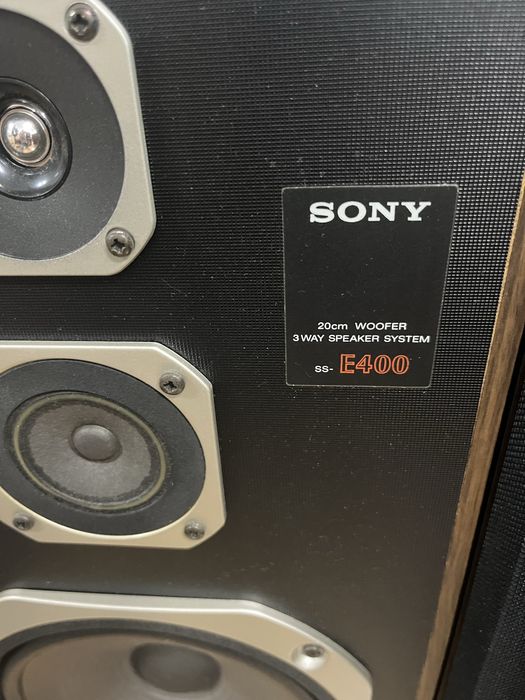 SONY
20cm WOOFER
3 WAY SPEAKER SYSTEM
SS- E400